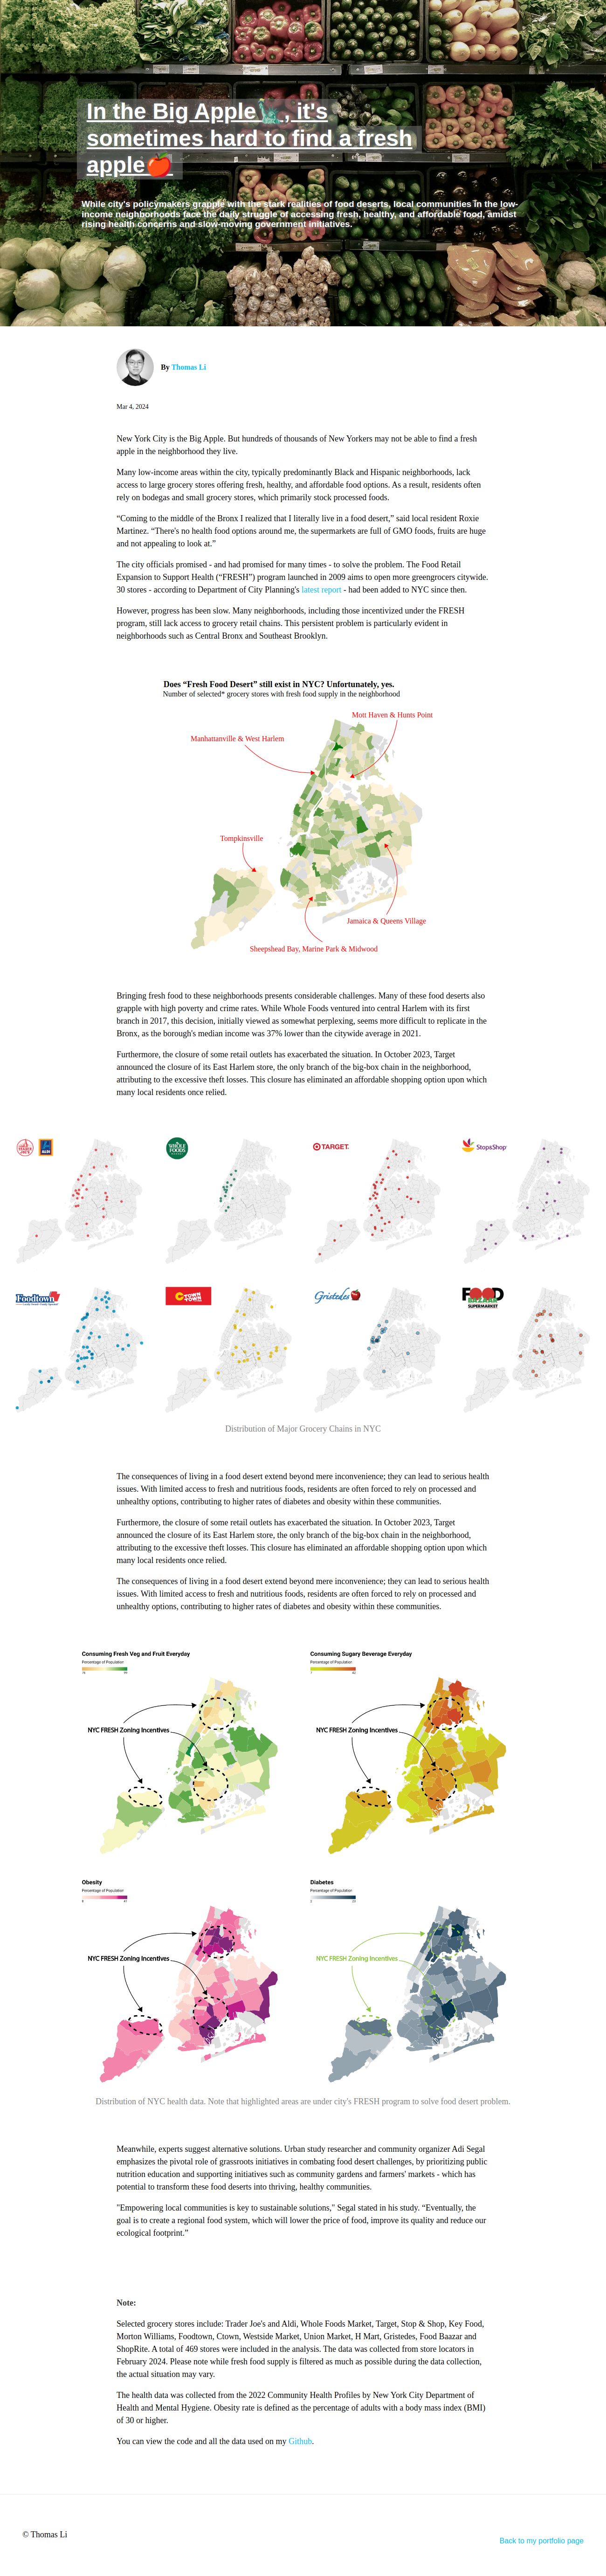 In the Big Apple🗽, it's
sometimes hard to find a fresh
apple🍎
While city's policymakers grapple with the stark realities of food deserts, local communities in the low-
income neighborhoods face the daily struggle of accessing fresh, healthy, and affordable food, amidst
rising health concerns and slow-moving government initiatives.
By Thomas Li
Mar 4, 2024
New York City is the Big Apple. But hundreds of thousands of New Yorkers may not be able to find a fresh
apple in the neighborhood they live.
Many low-income areas within the city, typically predominantly Black and Hispanic neighborhoods, lack
access to large grocery stores offering fresh, healthy, and affordable food options. As a result, residents often
rely on bodegas and small grocery stores, which primarily stock processed foods.
“Coming to the middle of the Bronx I realized that I literally live in a food desert,” said local resident Roxie
Martinez. “There's no health food options around me, the supermarkets are full of GMO foods, fruits are huge
and not appealing to look at.”
The city officials promised - and had promised for many times - to solve the problem. The Food Retail
Expansion to Support Health (“FRESH”) program launched in 2009 aims to open more greengrocers citywide.
30 stores - according to Department of City Planning's latest report - had been added to NYC since then.
However, progress has been slow. Many neighborhoods, including those incentivized under the FRESH
program, still lack access to grocery retail chains. This persistent problem is particularly evident in
neighborhoods such as Central Bronx and Southeast Brooklyn.
Does “Fresh Food Desert” still exist in NYC? Unfortunately, yes.
Number of selected* grocery stores with fresh food supply in the neighborhood
Mott Haven & Hunts Point
Manhattanville & West Harlem
Tompkinsville
Jamaica & Queens Village
Sheepshead Bay, Marine Park & Midwood
Bringing fresh food to these neighborhoods presents considerable challenges. Many of these food deserts also
grapple with high poverty and crime rates. While Whole Foods ventured into central Harlem with its first
branch in 2017, this decision, initially viewed as somewhat perplexing, seems more difficult to replicate in the
Bronx, as the borough's median income was 37% lower than the citywide average in 2021.
Furthermore, the closure of some retail outlets has exacerbated the situation. In October 2023, Target
announced the closure of its East Harlem store, the only branch of the big-box chain in the neighborhood,
attributing to the excessive theft losses. This closure has eliminated an affordable shopping option upon which
many local residents once relied.
TRADER JOE'S
ALDI
WHOLE FOODS
TARGET
Stop&Shop
Foodtown
CTOWN
Gristedes
FOOD BAZAAR SUPERMARKET
Distribution of Major Grocery Chains in NYC
The consequences of living in a food desert extend beyond mere inconvenience; they can lead to serious health
issues. With limited access to fresh and nutritious foods, residents are often forced to rely on processed and
unhealthy options, contributing to higher rates of diabetes and obesity within these communities.
Furthermore, the closure of some retail outlets has exacerbated the situation. In October 2023, Target
announced the closure of its East Harlem store, the only branch of the big-box chain in the neighborhood,
attributing to the excessive theft losses. This closure has eliminated an affordable shopping option upon which
many local residents once relied.
The consequences of living in a food desert extend beyond mere inconvenience; they can lead to serious health
issues. With limited access to fresh and nutritious foods, residents are often forced to rely on processed and
unhealthy options, contributing to higher rates of diabetes and obesity within these communities.
Consuming Fresh Veg and Fruit Everyday
Percentage of Population
NYC FRESH Zoning Incentives
Consuming Sugary Beverage Everyday
Percentage of Population
NYC FRESH Zoning Incentives
Obesity
Percentage of Population
NYC FRESH Zoning Incentives
Diabetes
Percentage of Population
NYC FRESH Zoning Incentives
Distribution of NYC health data. Note that highlighted areas are under city's FRESH program to solve food desert problem.
Meanwhile, experts suggest alternative solutions. Urban study researcher and community organizer Adi Segal
emphasizes the pivotal role of grassroots initiatives in combating food desert challenges, by prioritizing public
nutrition education and supporting initiatives such as community gardens and farmers' markets - which has
potential to transform these food deserts into thriving, healthy communities.
"Empowering local communities is key to sustainable solutions," Segal stated in his study. “Eventually, the
goal is to create a regional food system, which will lower the price of food, improve its quality and reduce our
ecological footprint.”
Note:
Selected grocery stores include: Trader Joe's and Aldi, Whole Foods Market, Target, Stop & Shop, Key Food,
Morton Williams, Foodtown, Ctown, Westside Market, Union Market, H Mart, Gristedes, Food Baazar and
ShopRite. A total of 469 stores were included in the analysis. The data was collected from store locators in
February 2024. Please note while fresh food supply is filtered as much as possible during the data collection,
the actual situation may vary.
The health data was collected from the 2022 Community Health Profiles by New York City Department of
Health and Mental Hygiene. Obesity rate is defined as the percentage of adults with a body mass index (BMI)
of 30 or higher.
You can view the code and all the data used on my Github.
© Thomas Li
Back to my portfolio page